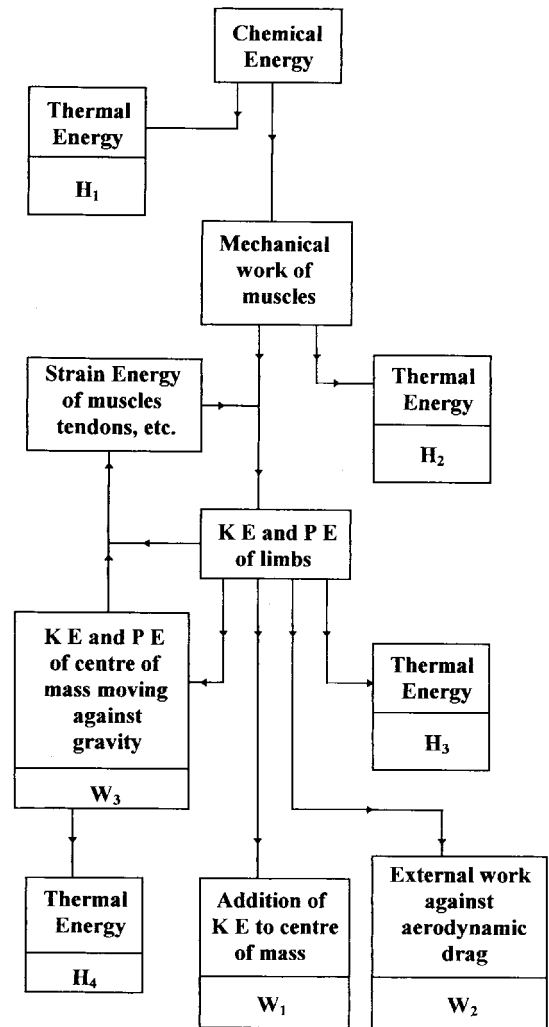 Chemical
Energy
Thermal
Energy
H₁
Mechanical
work of
muscles
Strain Energy
of muscles
tendons, etc.
Thermal
Energy
H₂
K E and P E
of limbs
K E and P E
of centre of
mass moving
against
gravity
W₃
Thermal
Energy
H₃
Thermal
Energy
H₄
Addition of
K E to centre
of mass
W₁
External work
against
aerodynamic
drag
W₂